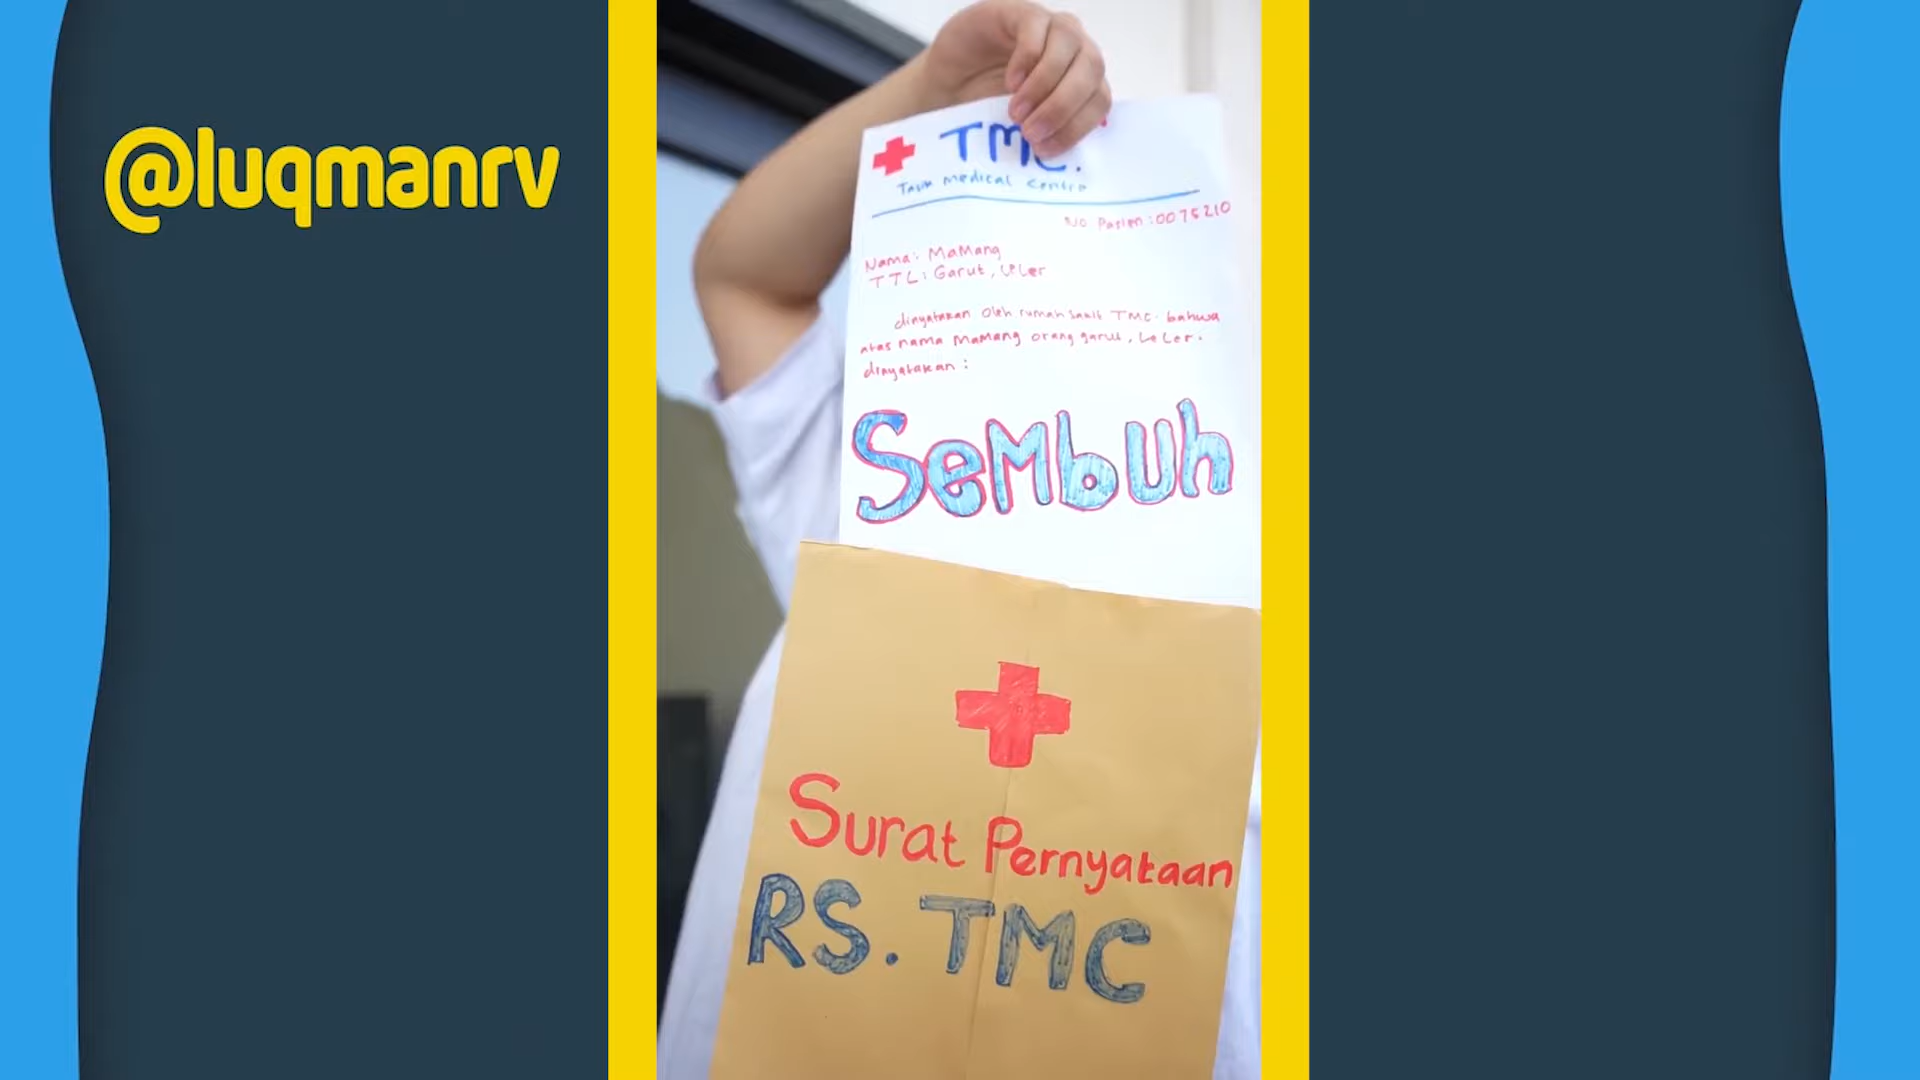 @luqmanrv
TMC.
Tasik Medical Centre
No Pasien : 0075210
Nama : MaMang
TTL : Garut, LeLer
dinyatakan oleh rumah sakit TMC. bahwa
atas nama Mamang orang garut, LeLer.
dinyatakan :
SeMbUh
Surat Pernyataan
RS. TMC